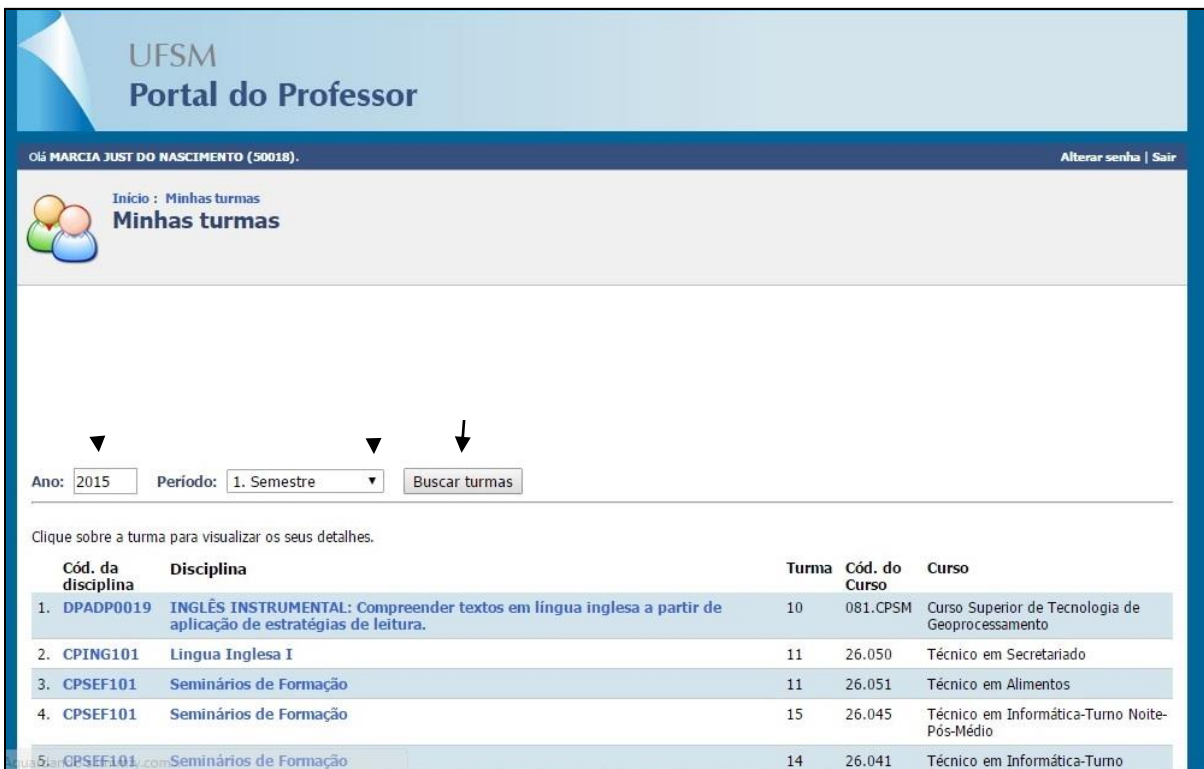 UFSM
Portal do Professor
Olá MARCIA JUST DO NASCIMENTO (50018). Alterar senha | Sair
Início : Minhas turmas
Minhas turmas
Ano: 2015 Período: 1. Semestre Buscar turmas
Clique sobre a turma para visualizar os seus detalhes.
Cód. da disciplina Disciplina Turma Cód. do Curso Curso
1. DPADP0019 INGLÊS INSTRUMENTAL: Compreender textos em língua inglesa a partir de 10 081.CPSM Curso Superior de Tecnologia de
aplicação de estratégias de leitura. Geoprocessamento
2. CPING101 Lingua Inglesa I 11 26.050 Técnico em Secretariado
3. CPSEF101 Seminários de Formação 11 26.051 Técnico em Alimentos
4. CPSEF101 Seminários de Formação 15 26.045 Técnico em Informática-Turno Noite-
Pós-Médio
5. CPSEF101 Seminários de Formação 14 26.041 Técnico em Informática-Turno